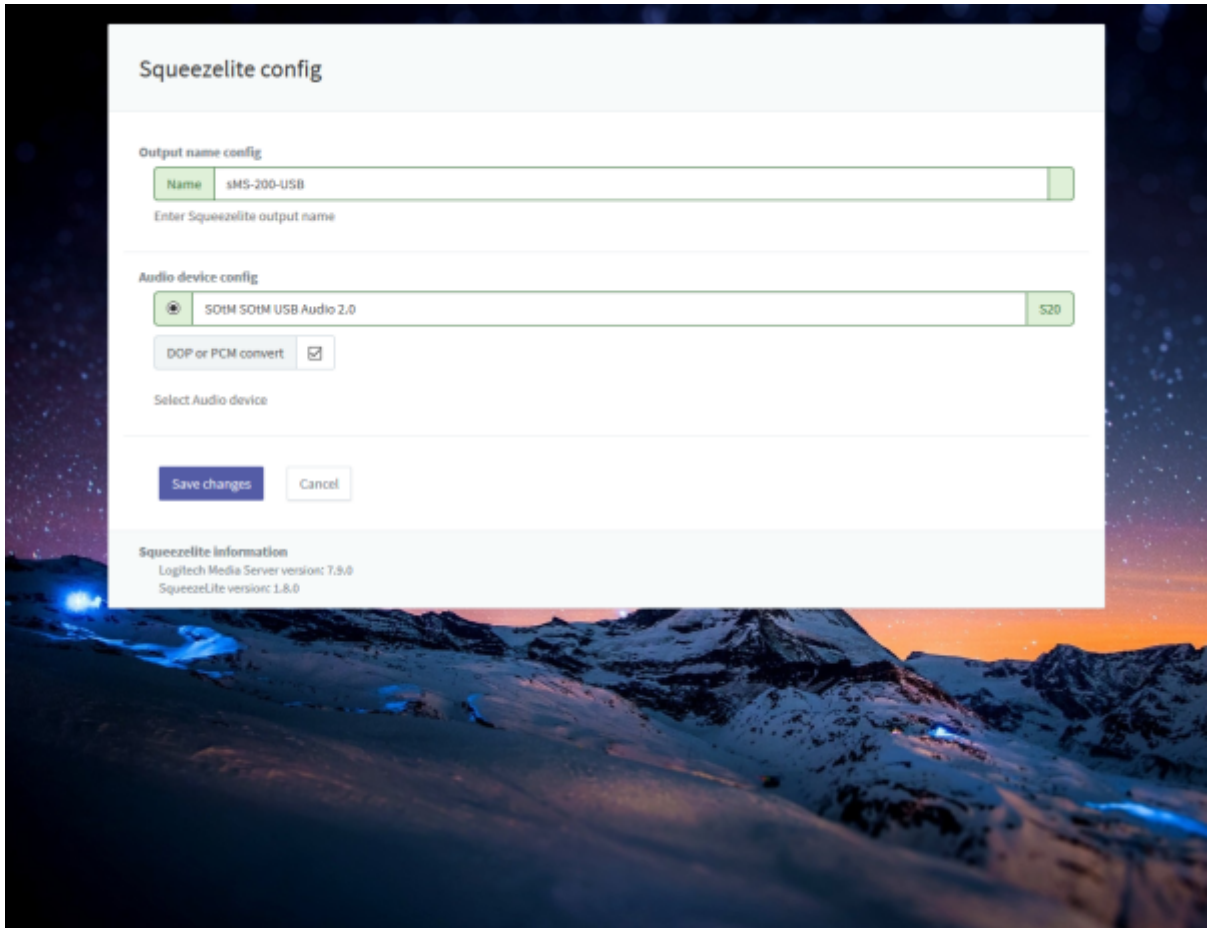 Squeezelite config
Output name config
Name sMS-200-USB
Enter Squeezelite output name
Audio device config
SOtM SOtM USB Audio 2.0 S20
DOP or PCM convert
Select Audio device
Save changes Cancel
Squeezelite information
Logitech Media Server version: 7.9.0
SqueezeLite version: 1.8.0